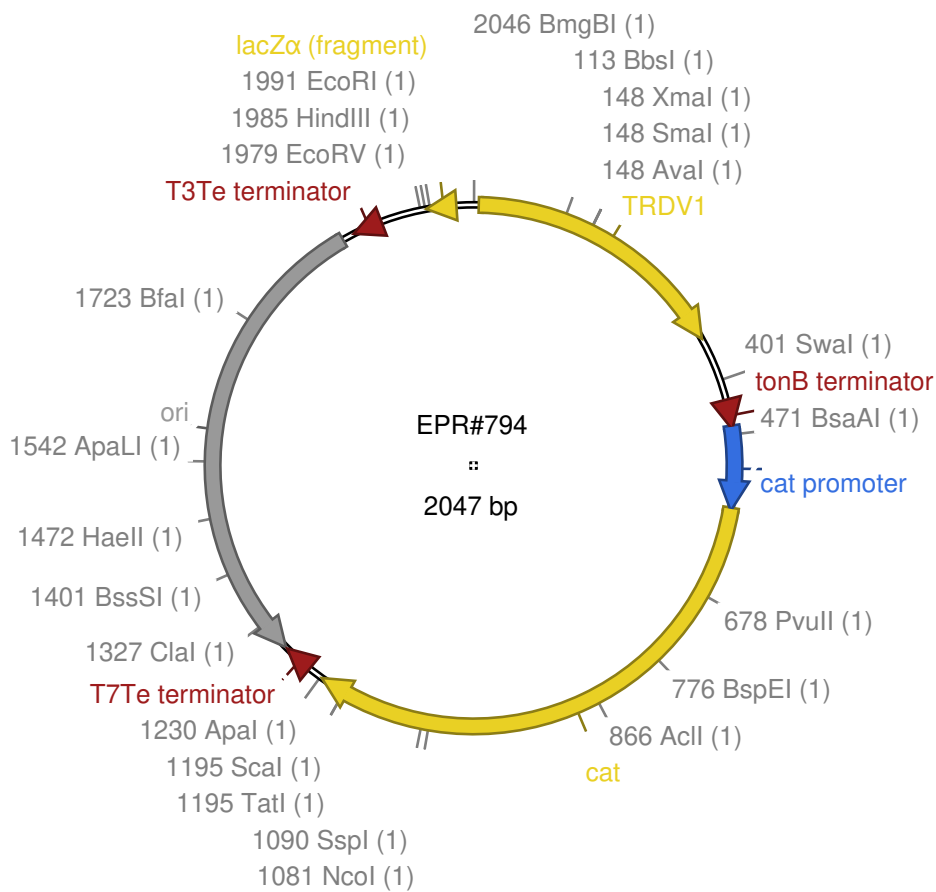 2046 BmgBI (1)
lacZα (fragment)
113 BbsI (1)
1991 EcoRI (1)
148 XmaI (1)
1985 HindIII (1)
148 SmaI (1)
1979 EcoRV (1)
148 AvaI (1)
T3Te terminator
TRDV1
1723 BfaI (1)
401 SwaI (1)
tonB terminator
ori
471 BsaAI (1)
EPR#794
1542 ApaLI (1)
cat promoter
2047 bp
1472 HaeII (1)
1401 BssSI (1)
678 PvuII (1)
1327 ClaI (1)
776 BspEI (1)
T7Te terminator
1230 ApaI (1)
866 AclI (1)
1195 ScaI (1)
cat
1195 TatI (1)
1090 SspI (1)
1081 NcoI (1)